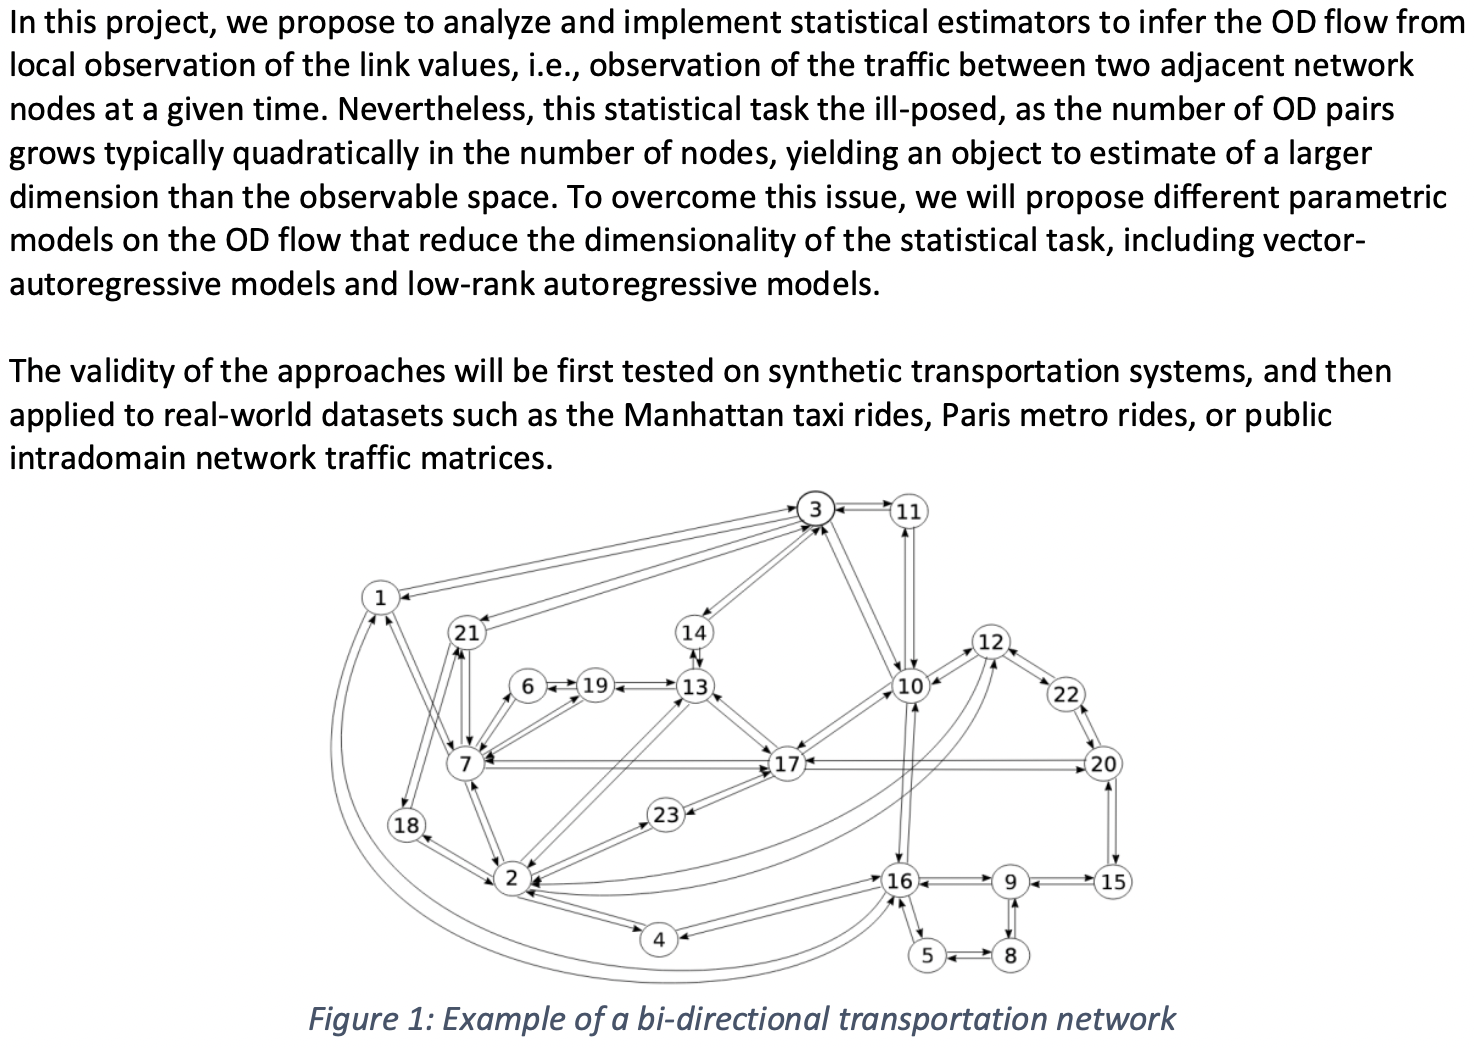 In this project, we propose to analyze and implement statistical estimators to infer the OD flow from
local observation of the link values, i.e., observation of the traffic between two adjacent network
nodes at a given time. Nevertheless, this statistical task the ill-posed, as the number of OD pairs
grows typically quadratically in the number of nodes, yielding an object to estimate of a larger
dimension than the observable space. To overcome this issue, we will propose different parametric
models on the OD flow that reduce the dimensionality of the statistical task, including vector-
autoregressive models and low-rank autoregressive models.
The validity of the approaches will be first tested on synthetic transportation systems, and then
applied to real-world datasets such as the Manhattan taxi rides, Paris metro rides, or public
intradomain network traffic matrices.
3
11
1
21
14
12
6
19
13
10
22
7
17
20
23
18
2
16
9
15
4
5
8
Figure 1: Example of a bi-directional transportation network